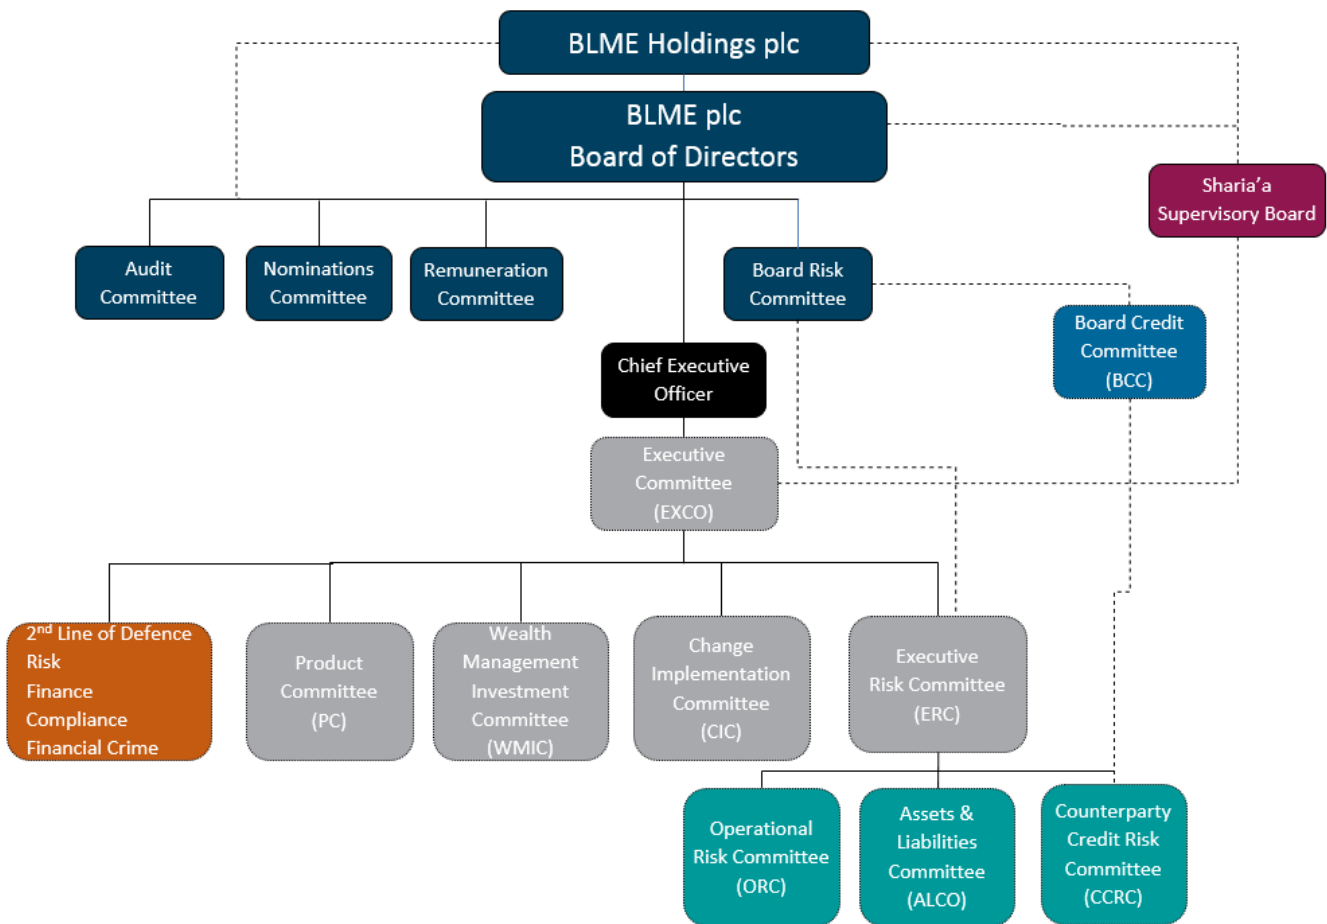 BLME Holdings plc
BLME plc
Board of Directors
Sharia’a
Supervisory Board
Audit
Committee
Nominations
Committee
Remuneration
Committee
Board Risk
Committee
Board Credit
Committee
(BCC)
Chief Executive
Officer
Executive
Committee
(EXCO)
2nd Line of Defence
Risk
Finance
Compliance
Financial Crime
Product
Committee
(PC)
Wealth
Management
Investment
Committee
(WMIC)
Change
Implementation
Committee
(CIC)
Executive
Risk Committee
(ERC)
Operational
Risk Committee
(ORC)
Assets &
Liabilities
Committee
(ALCO)
Counterparty
Credit Risk
Committee
(CCRC)